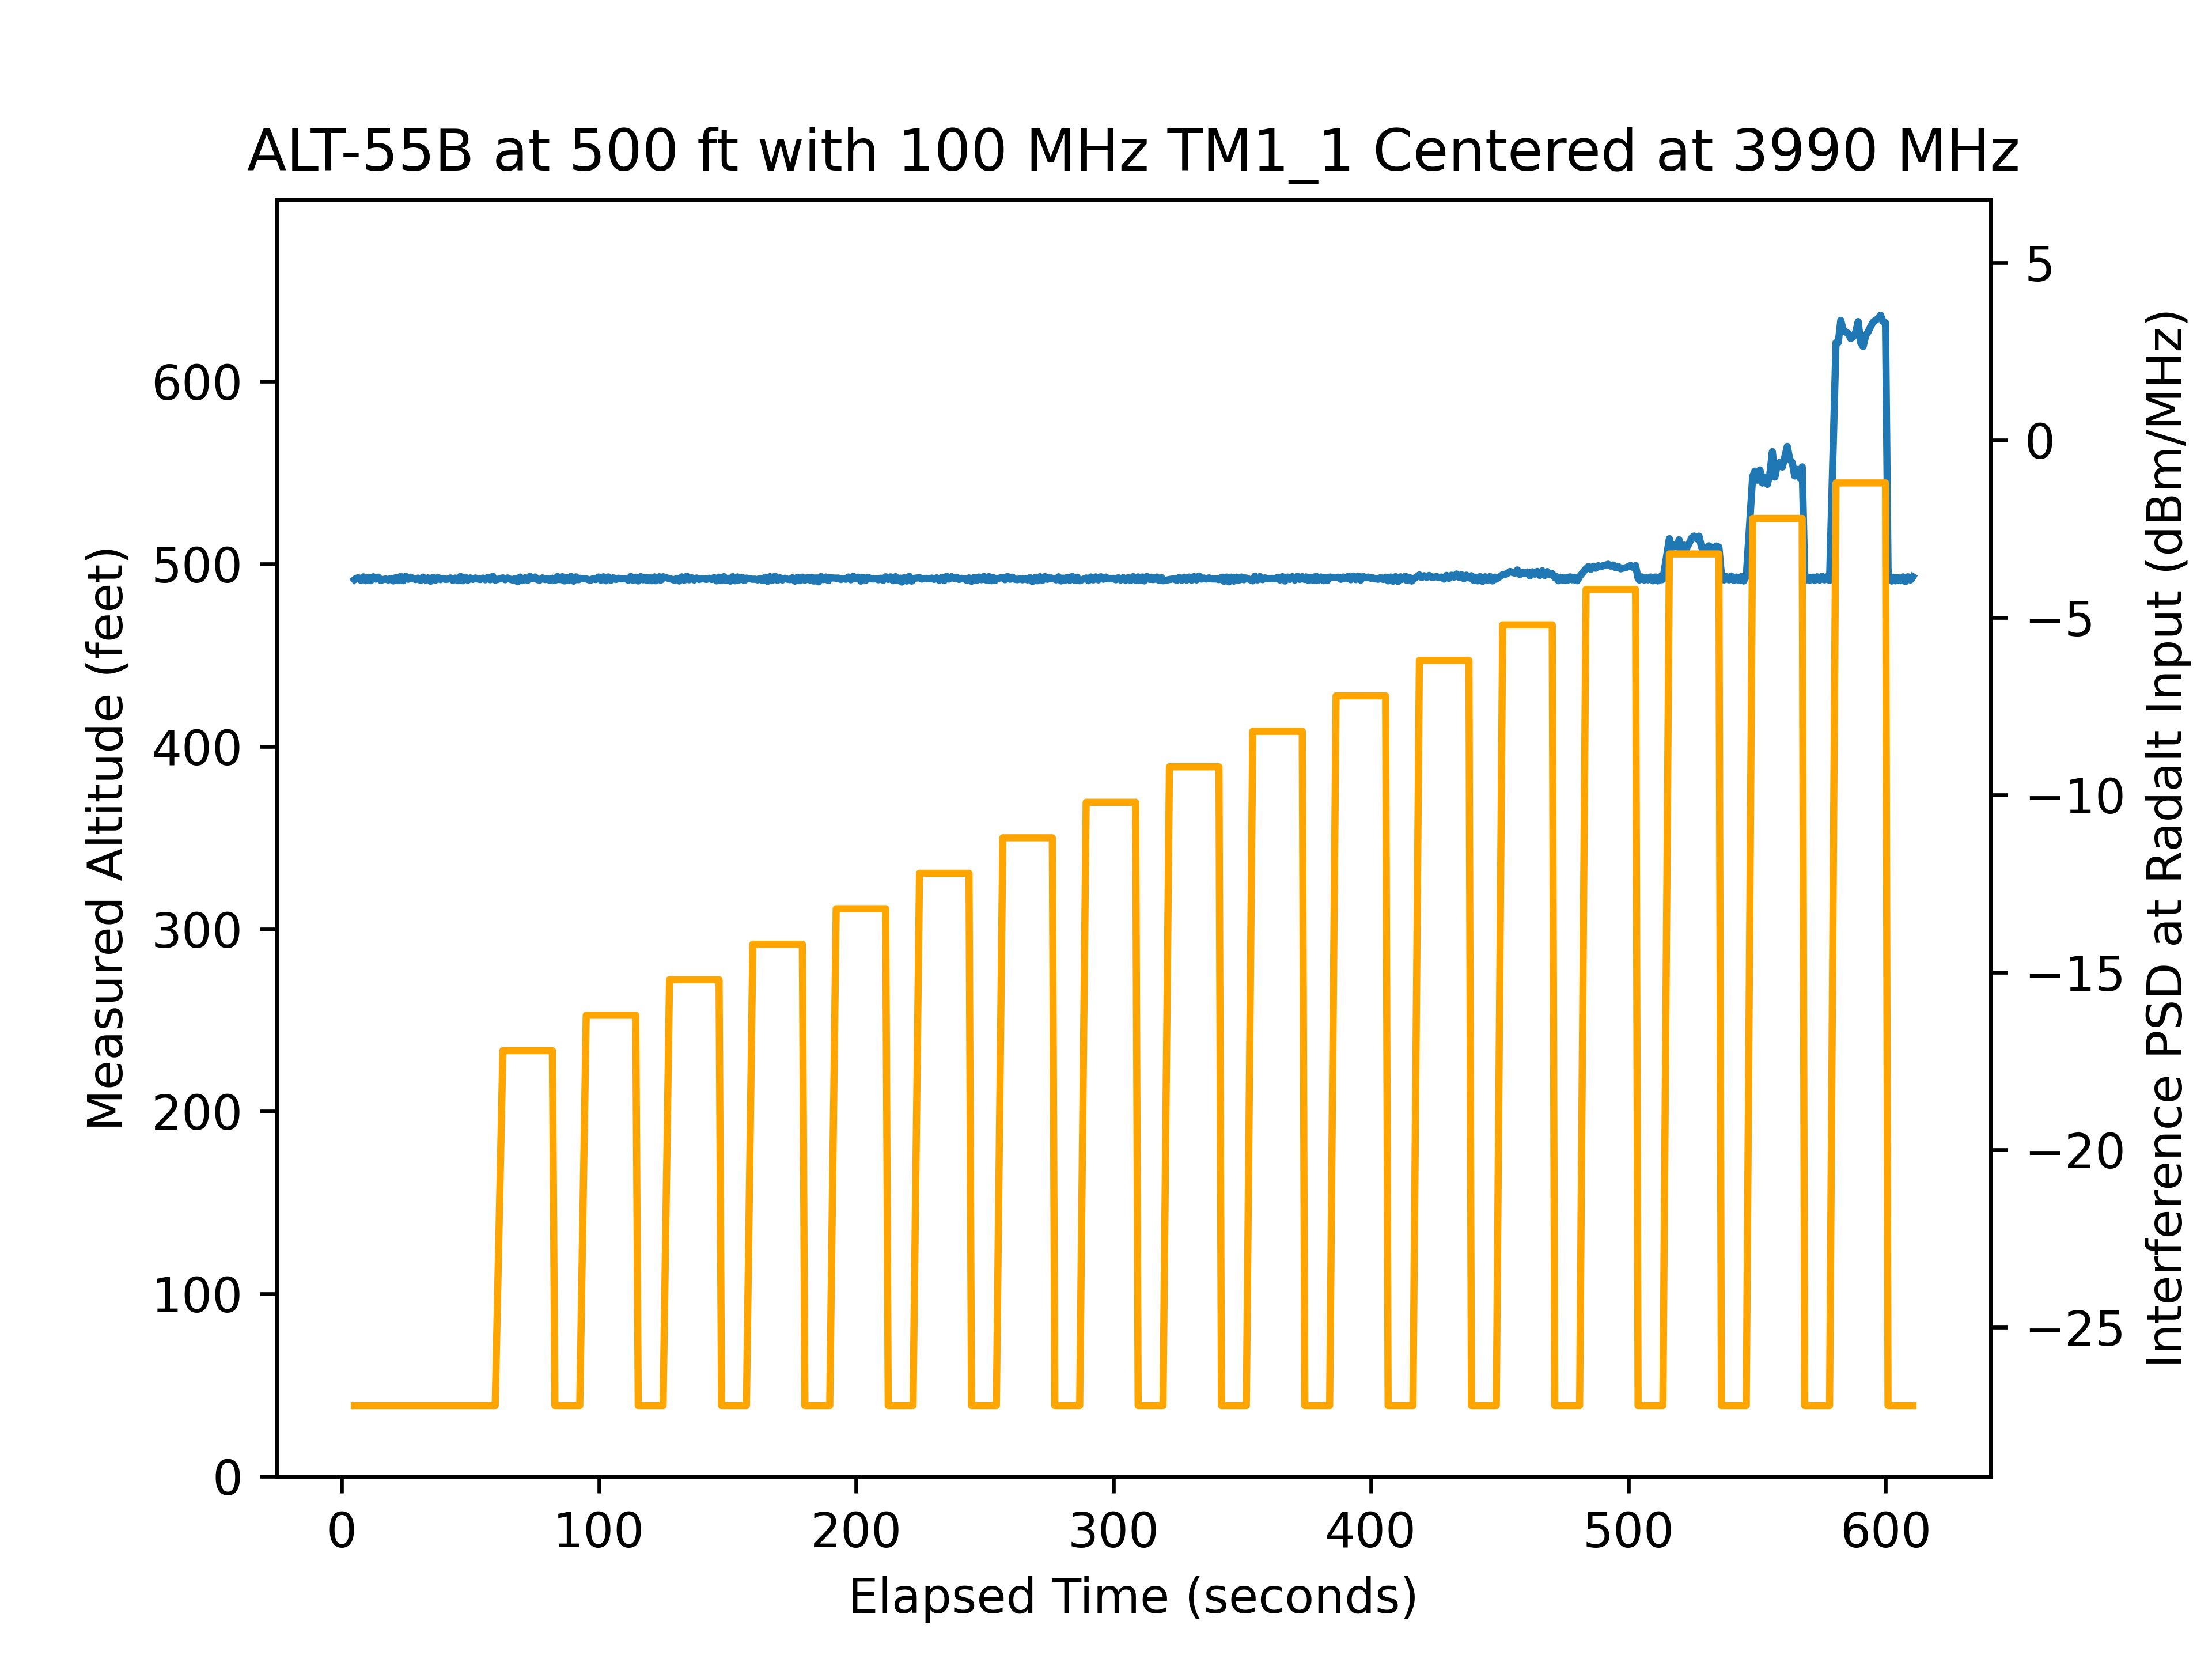 ALT-55B at 500 ft with 100 MHz TM1_1 Centered at 3990 MHz
Measured Altitude (feet)
600
500
400
300
200
100
0
0 100 200 300 400 500 600
Elapsed Time (seconds)
5
0
−5
−10
−15
−20
−25
Interference PSD at Radalt Input (dBm/MHz)